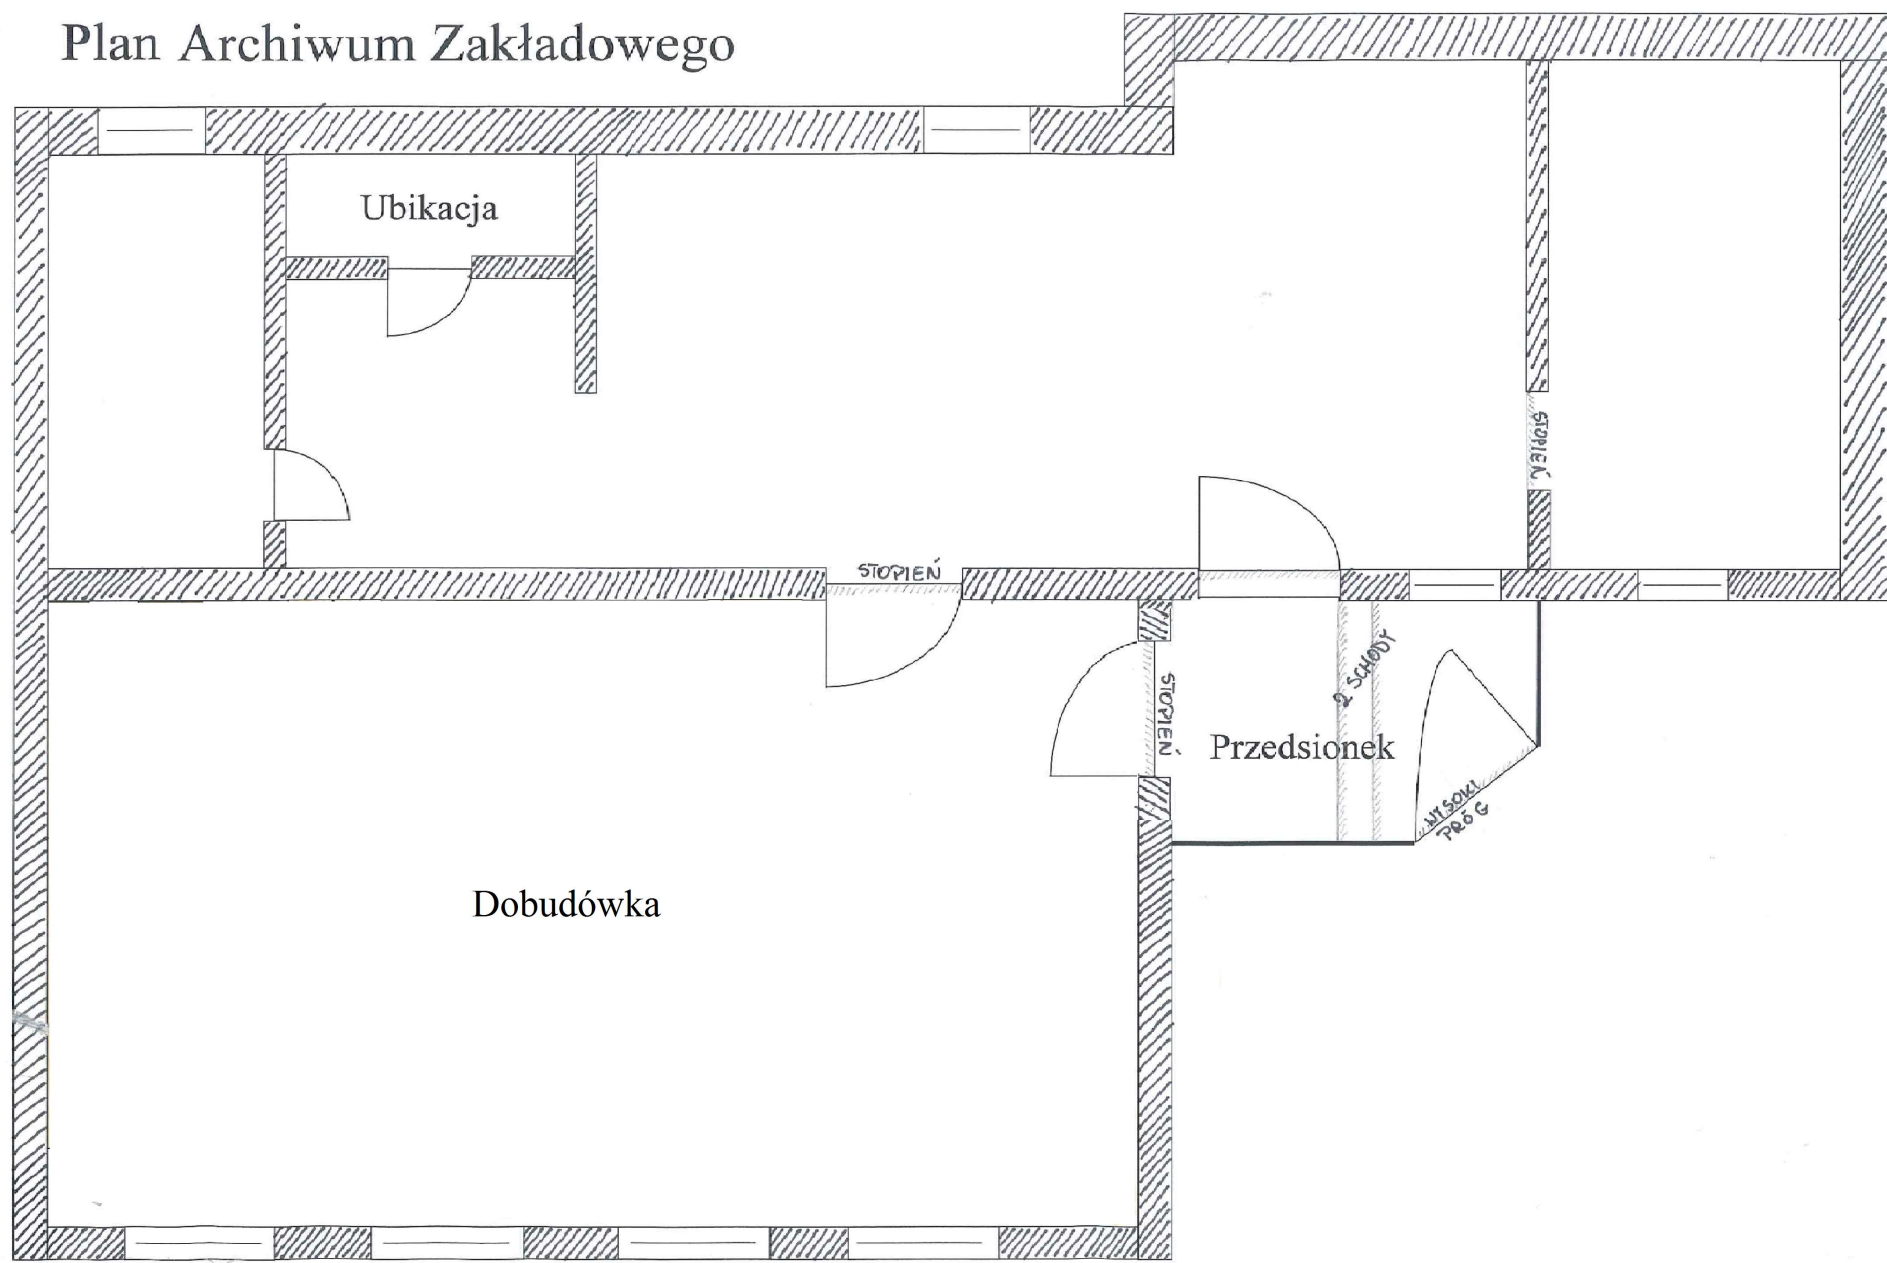 Plan Archiwum Zakładowego
Ubikacja
STOPIEŃ
STOPIEŃ
2 SCHODY
STOPIEŃ
Przedsionek
WYSOKI
PRÓG
Dobudówka